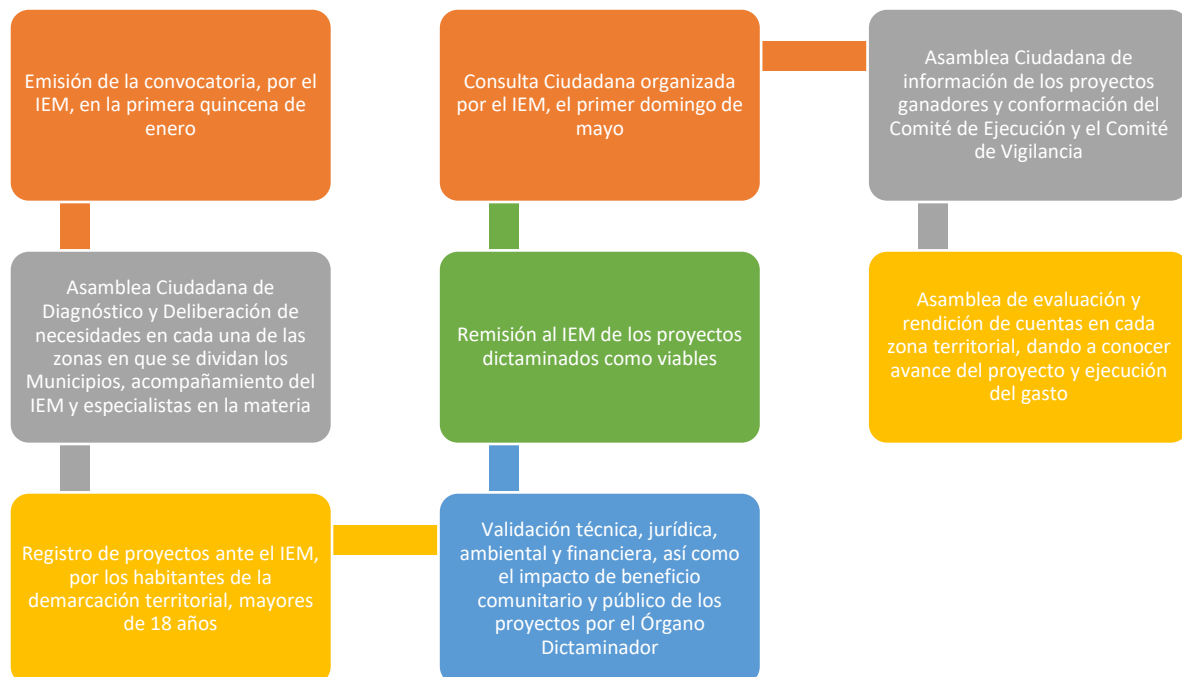 Emisión de la convocatoria, por el
IEM, en la primera quincena de
enero
Asamblea Ciudadana de
Diagnóstico y Deliberación de
necesidades en cada una de las
zonas en que se dividan los
Municipios, acompañamiento del
IEM y especialistas en la materia
Registro de proyectos ante el IEM,
por los habitantes de la
demarcación territorial, mayores
de 18 años
Validación técnica, jurídica,
ambiental y financiera, así como
el impacto de beneficio
comunitario y público de los
proyectos por el Órgano
Dictaminador
Remisión al IEM de los proyectos
dictaminados como viables
Consulta Ciudadana organizada
por el IEM, el primer domingo de
mayo
Asamblea Ciudadana de
información de los proyectos
ganadores y conformación del
Comité de Ejecución y el Comité
de Vigilancia
Asamblea de evaluación y
rendición de cuentas en cada
zona territorial, dando a conocer
avance del proyecto y ejecución
del gasto